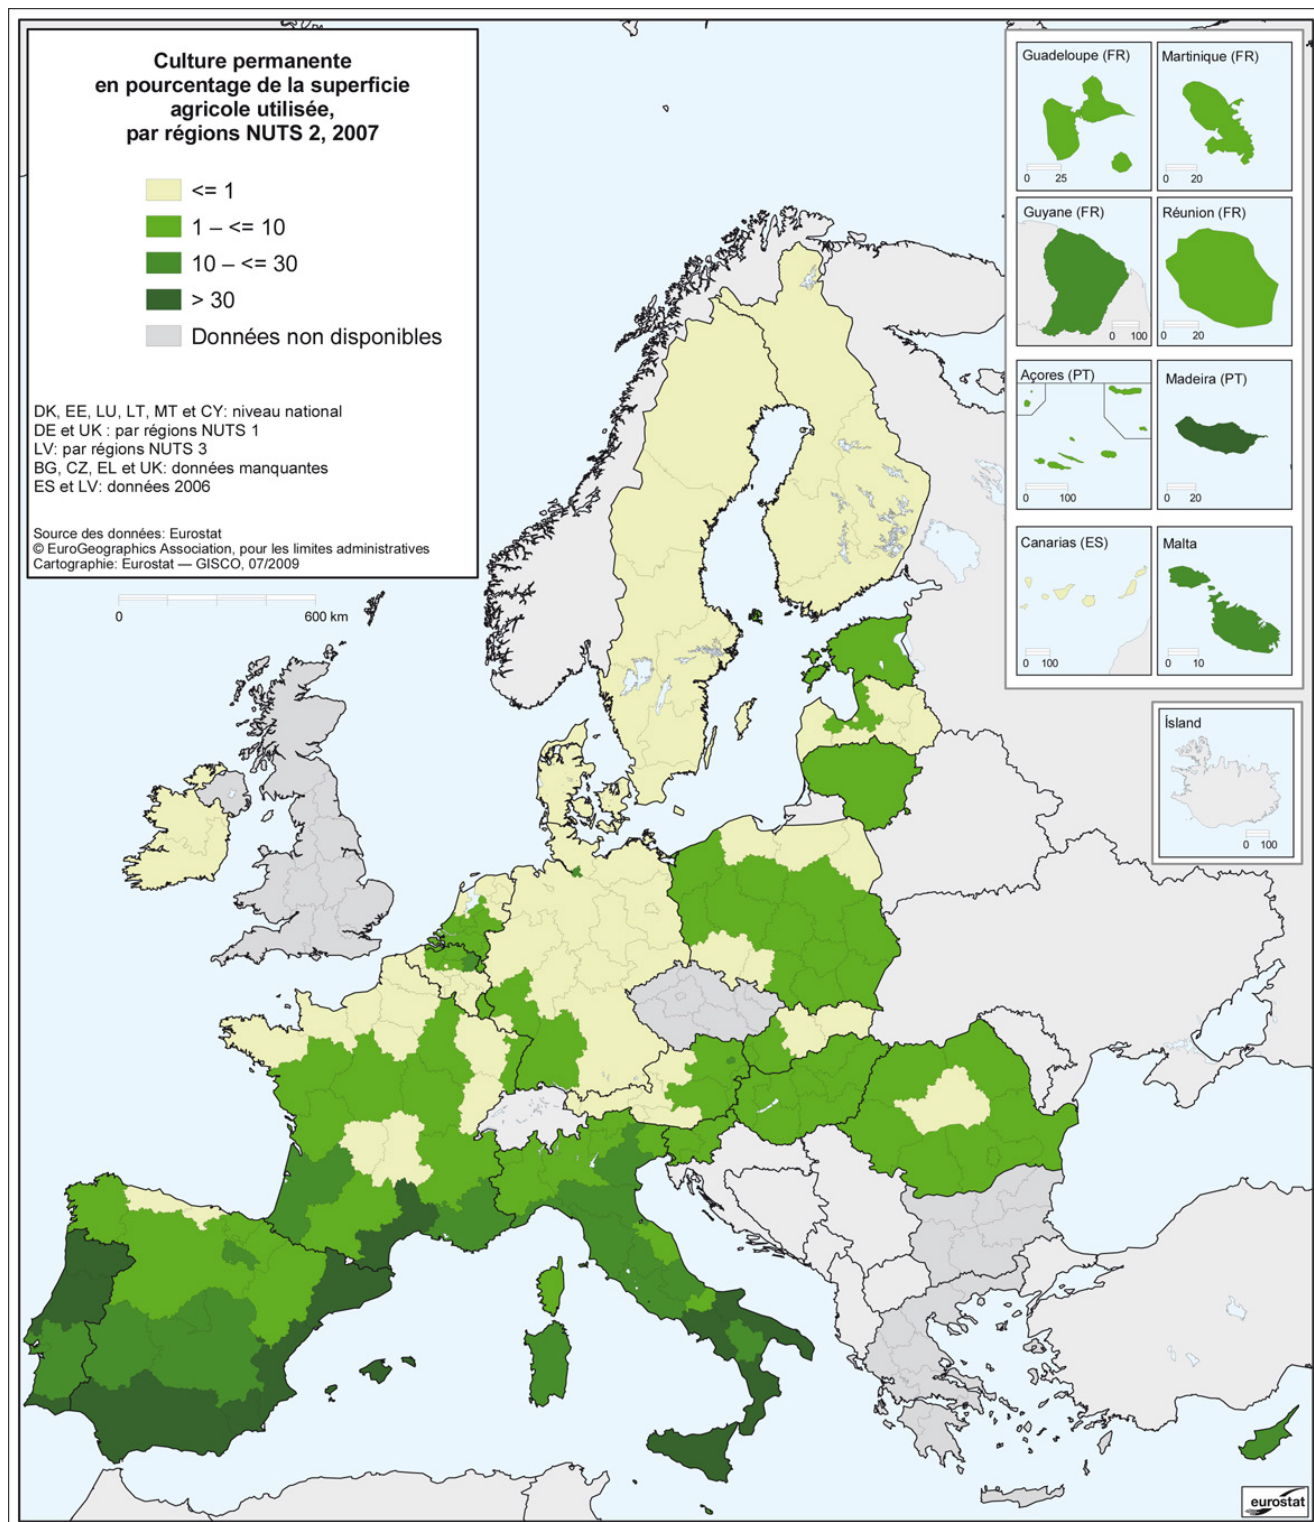 Culture permanente
en pourcentage de la superficie
agricole utilisée,
par régions NUTS 2, 2007
<= 1
1 – <= 10
10 – <= 30
> 30
Données non disponibles
DK, EE, LU, LT, MT et CY: niveau national
DE et UK : par régions NUTS 1
LV: par régions NUTS 3
BG, CZ, EL et UK: données manquantes
ES et LV: données 2006
Source des données: Eurostat
© EuroGeographics Association, pour les limites administratives
Cartographie: Eurostat — GISCO, 07/2009
0 600 km
Guadeloupe (FR)
0 25
Martinique (FR)
0 20
Guyane (FR)
0 100
Réunion (FR)
0 20
Açores (PT)
0 100
Madeira (PT)
0 20
Canarias (ES)
0 100
Malta
0 10
Ísland
0 100
eurostat